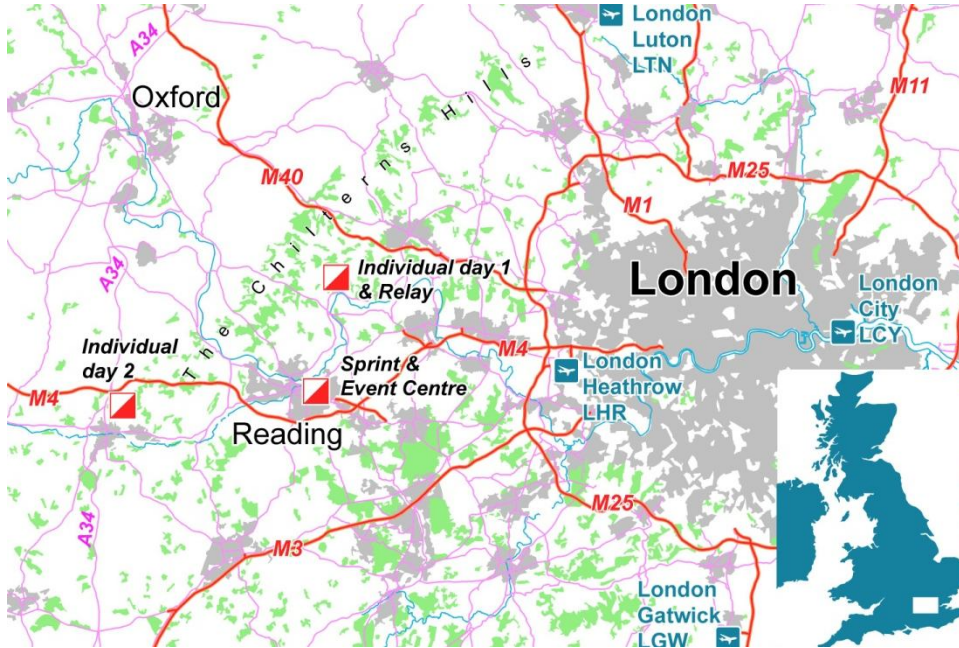 London
Luton
LTN
A34
M11
Oxford
The Chilterns Hills
M40
M25
M1
A34
Individual day 1
& Relay
London
London
City
LCY
Individual
day 2
M4
Sprint &
Event Centre
M4
London
Heathrow
LHR
Reading
M25
A34
M3
London
Gatwick
LGW